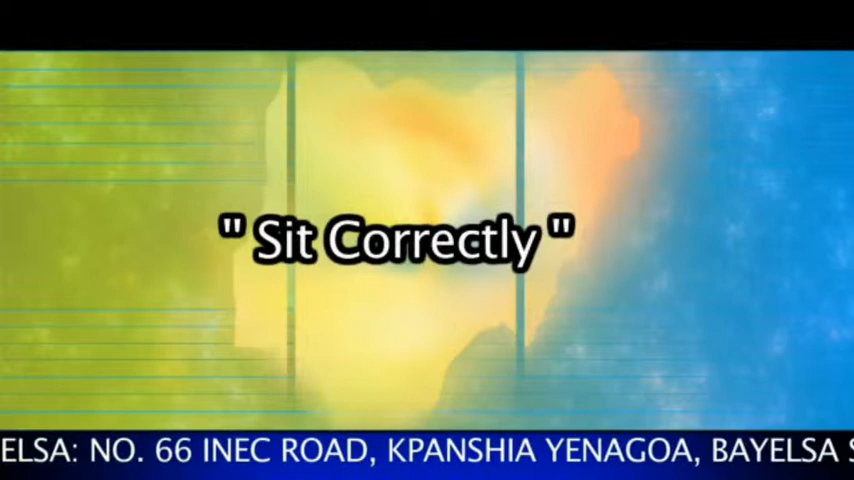 " Sit Correctly "
ELSA: NO. 66 INEC ROAD, KPANSHIA YENAGOA, BAYELSA S